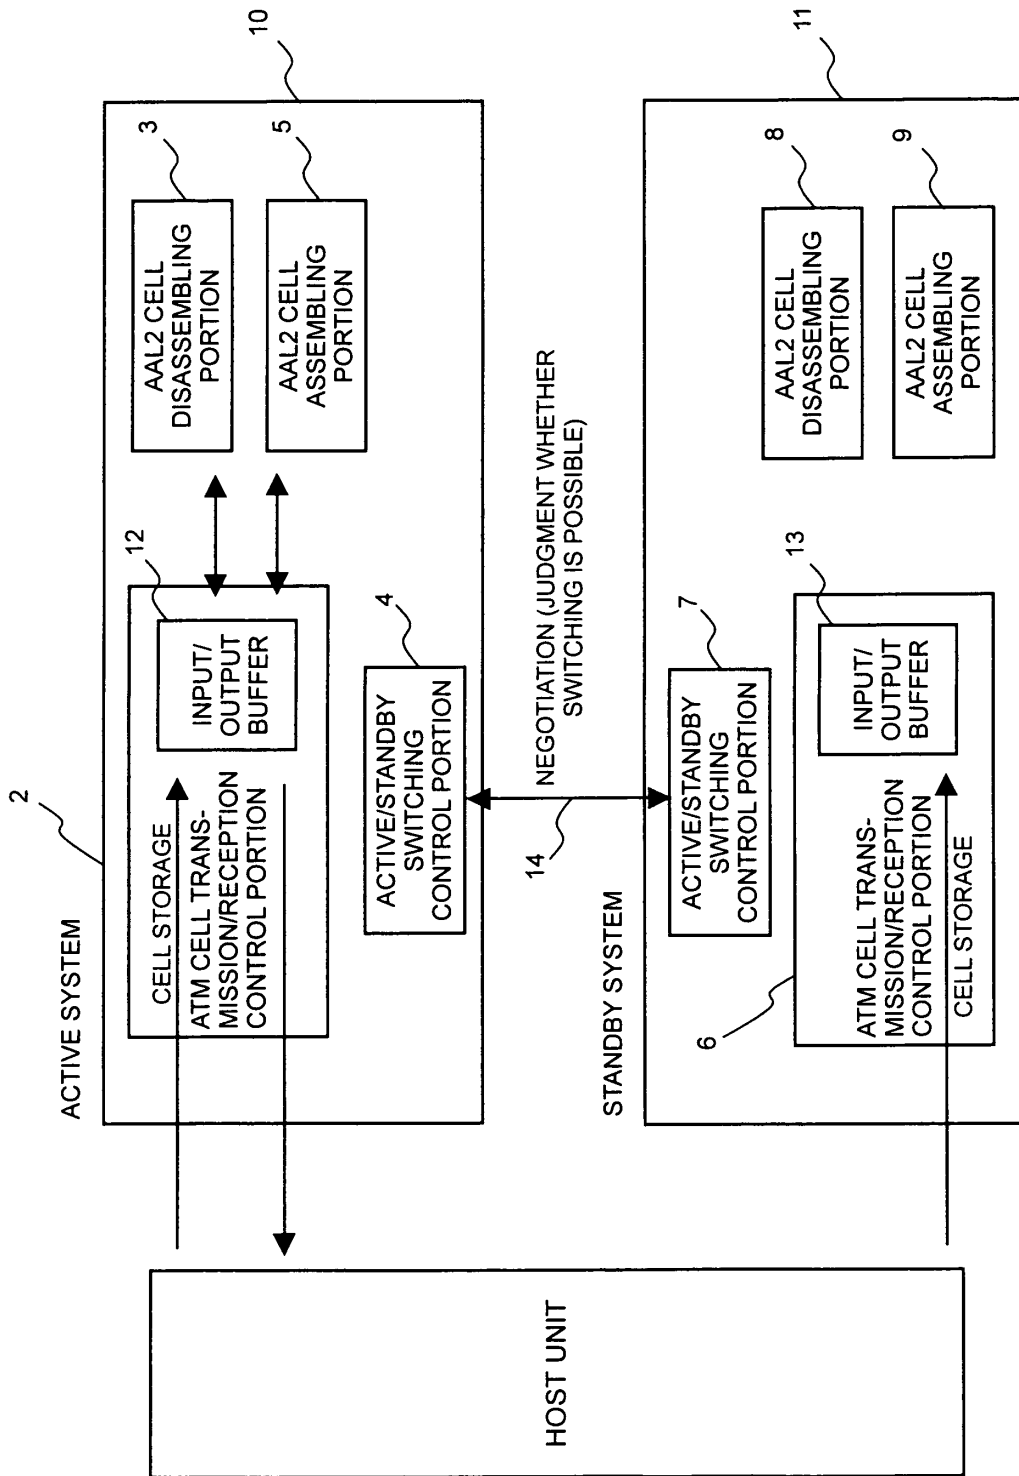 HOST UNIT
ACTIVE SYSTEM
2
CELL STORAGE
ATM CELL TRANS-
MISSION/RECEPTION
CONTROL PORTION
12
INPUT/
OUTPUT
BUFFER
3
AAL2 CELL
DISASSEMBLING
PORTION
5
AAL2 CELL
ASSEMBLING
PORTION
10
4
ACTIVE/STANDBY
SWITCHING
CONTROL PORTION
14
NEGOTIATION (JUDGMENT WHETHER
SWITCHING IS POSSIBLE)
STANDBY SYSTEM
7
ACTIVE/STANDBY
SWITCHING
CONTROL PORTION
6
ATM CELL TRANS-
MISSION/RECEPTION
CONTROL PORTION
CELL STORAGE
13
INPUT/
OUTPUT
BUFFER
8
AAL2 CELL
DISASSEMBLING
PORTION
9
AAL2 CELL
ASSEMBLING
PORTION
11